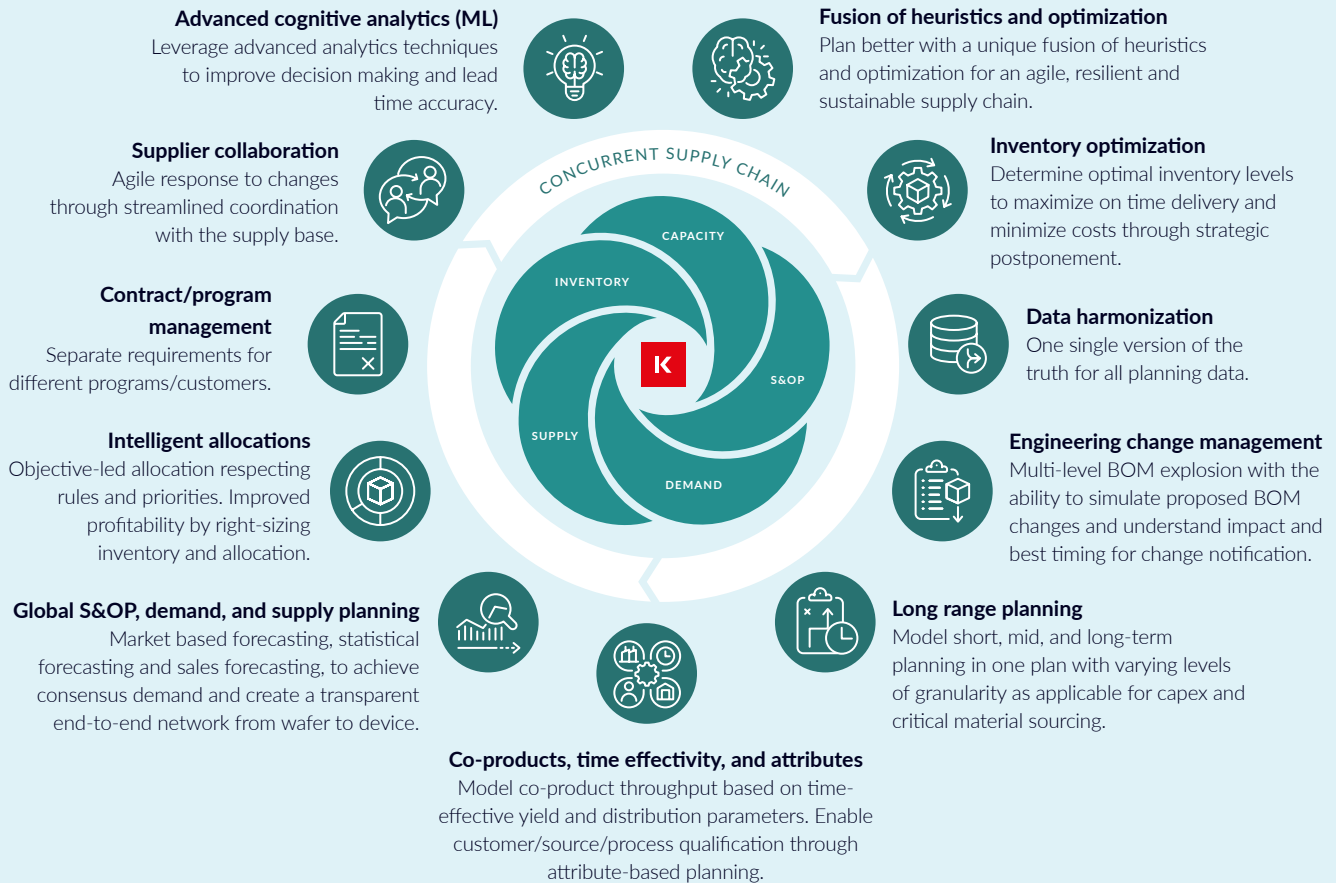 Advanced cognitive analytics (ML)
Leverage advanced analytics techniques
to improve decision making and lead
time accuracy.
Fusion of heuristics and optimization
Plan better with a unique fusion of heuristics
and optimization for an agile, resilient and
sustainable supply chain.
Supplier collaboration
Agile response to changes
through streamlined coordination
with the supply base.
Inventory optimization
Determine optimal inventory levels
to maximize on time delivery and
minimize costs through strategic
postponement.
Contract/program
management
Separate requirements for
different programs/customers.
Data harmonization
One single version of the
truth for all planning data.
Intelligent allocations
Objective-led allocation respecting
rules and priorities. Improved
profitability by right-sizing
inventory and allocation.
Engineering change management
Multi-level BOM explosion with the
ability to simulate proposed BOM
changes and understand impact and
best timing for change notification.
Global S&OP, demand, and supply planning
Market based forecasting, statistical
forecasting and sales forecasting, to achieve
consensus demand and create a transparent
end-to-end network from wafer to device.
Long range planning
Model short, mid, and long-term
planning in one plan with varying levels
of granularity as applicable for capex and
critical material sourcing.
Co-products, time effectivity, and attributes
Model co-product throughput based on time-
effective yield and distribution parameters. Enable
customer/source/process qualification through
attribute-based planning.
CONCURRENT SUPPLY CHAIN
CAPACITY
INVENTORY
S&OP
SUPPLY
DEMAND
K